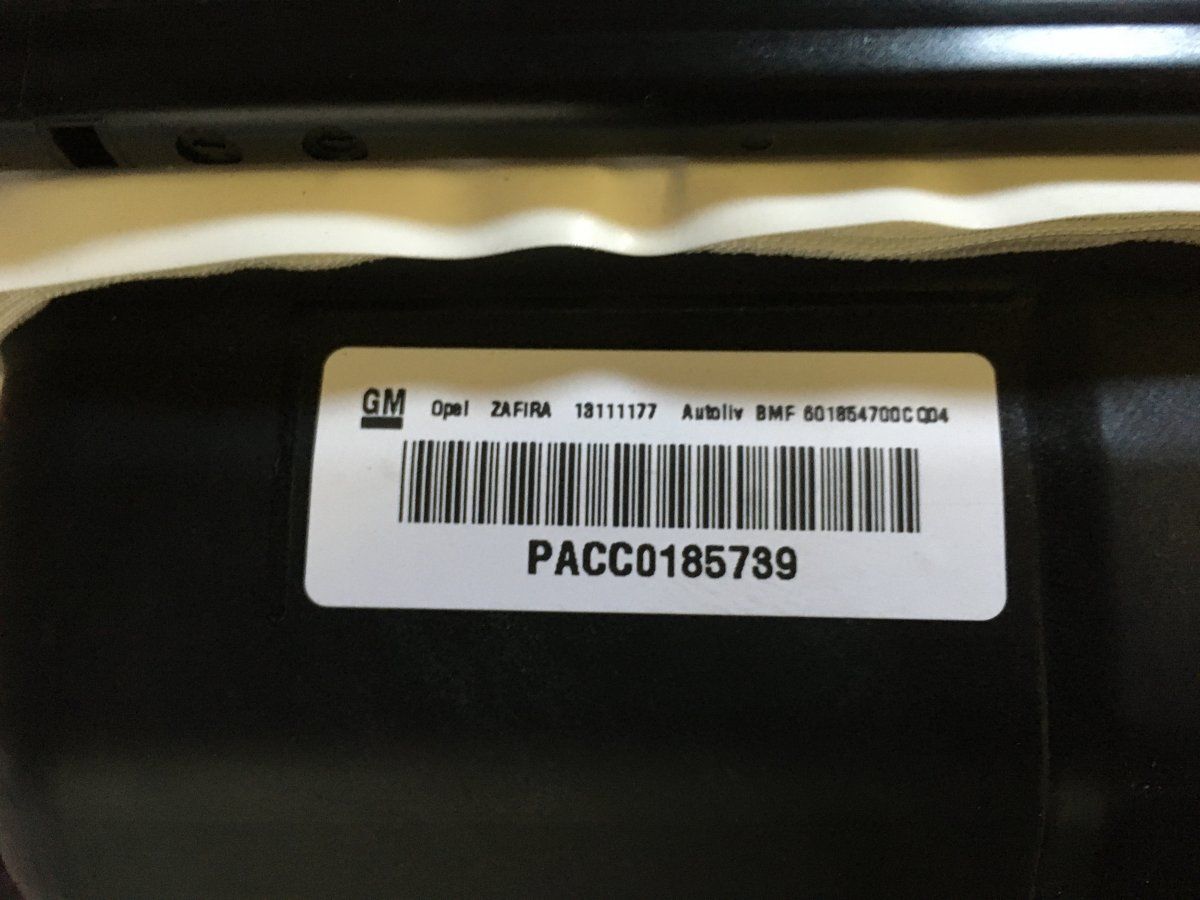 GM Opel ZAFIRA 13111177 Autoliv BMF 601854700C Q04
PACC0185739